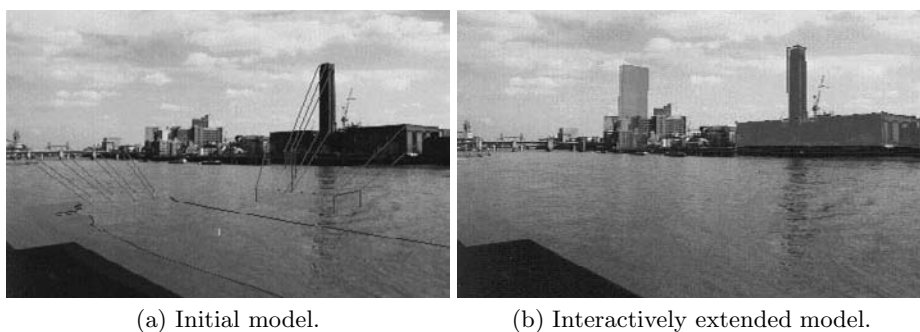 (a) Initial model.
(b) Interactively extended model.